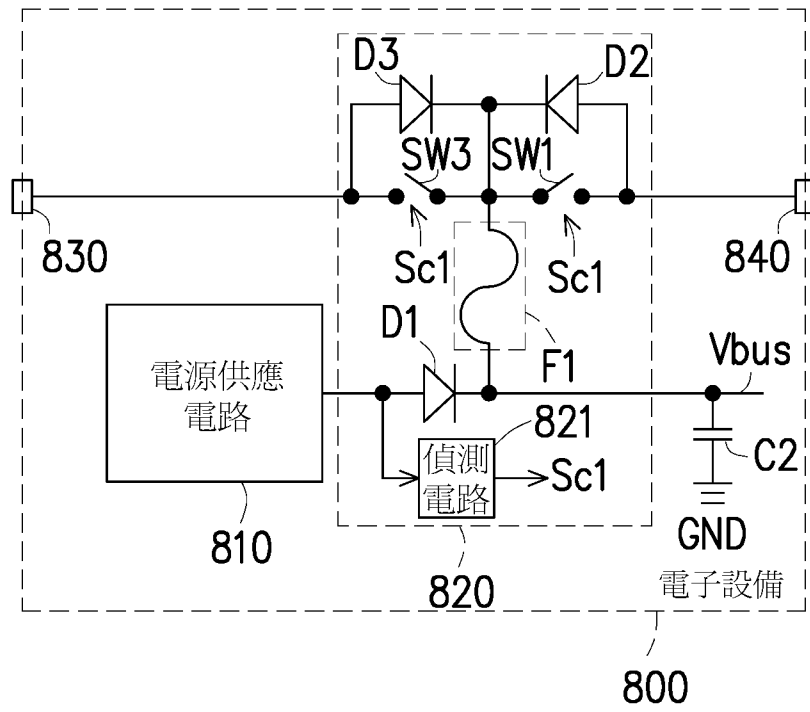 D3
D2
SW3
SW1
830
Sc1
Sc1
840
D1
F1
Vbus
電源供應
電路
821
偵測
電路
Sc1
C2
810
GND
820
電子設備
800